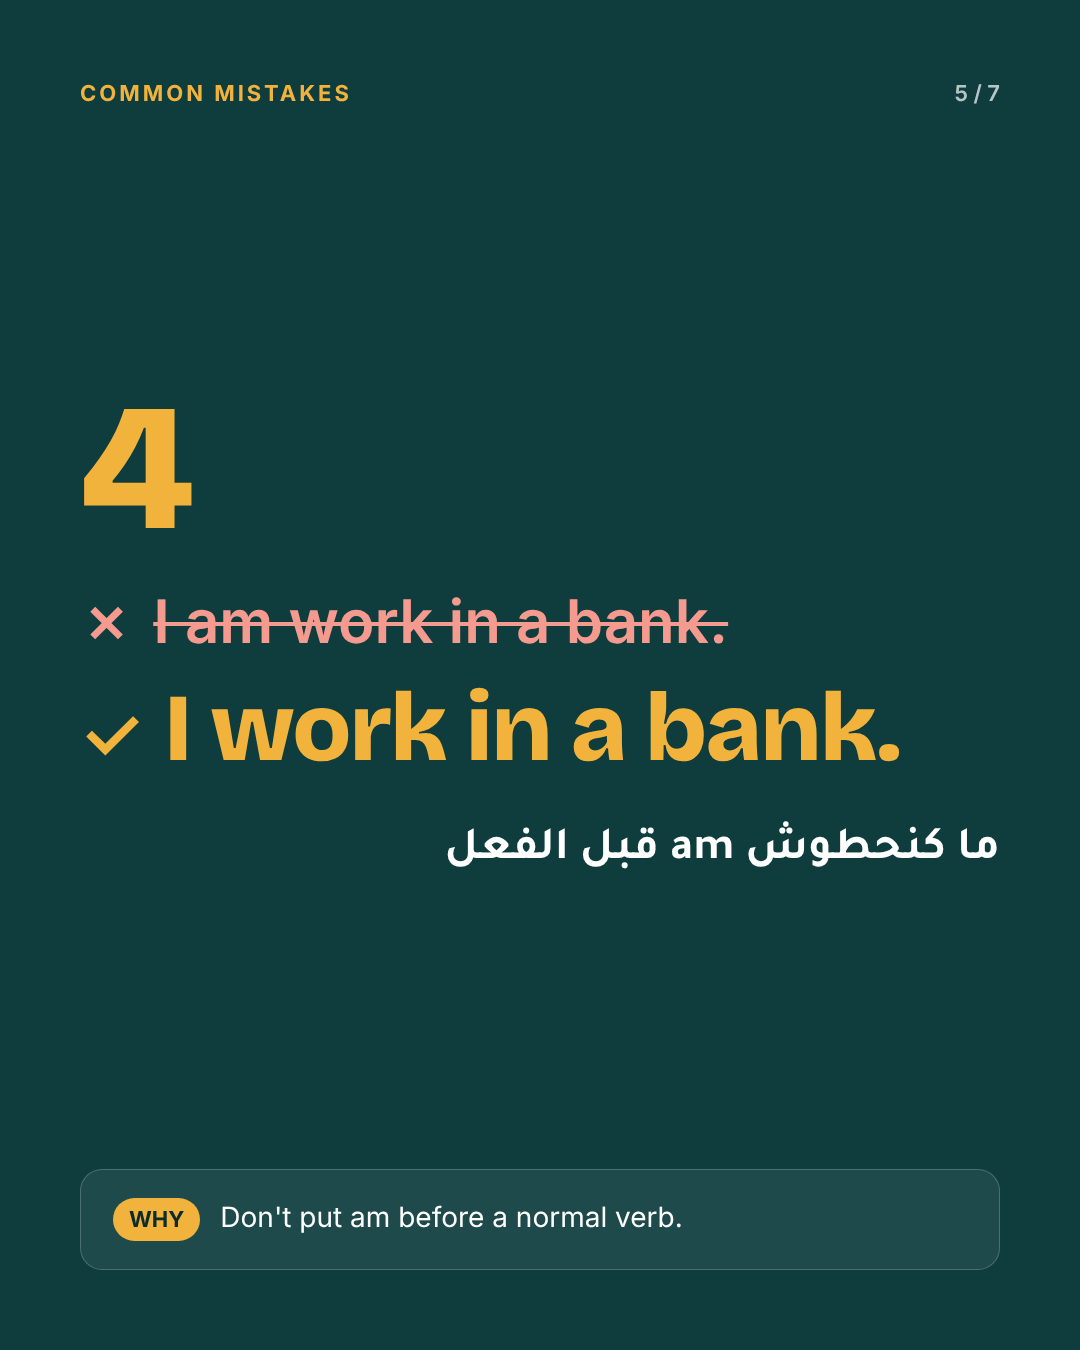 COMMON MISTAKES
5 / 7
4
✕ I am work in a bank.
✓ I work in a bank.
ما كنحطوش am قبل الفعل
WHY Don't put am before a normal verb.